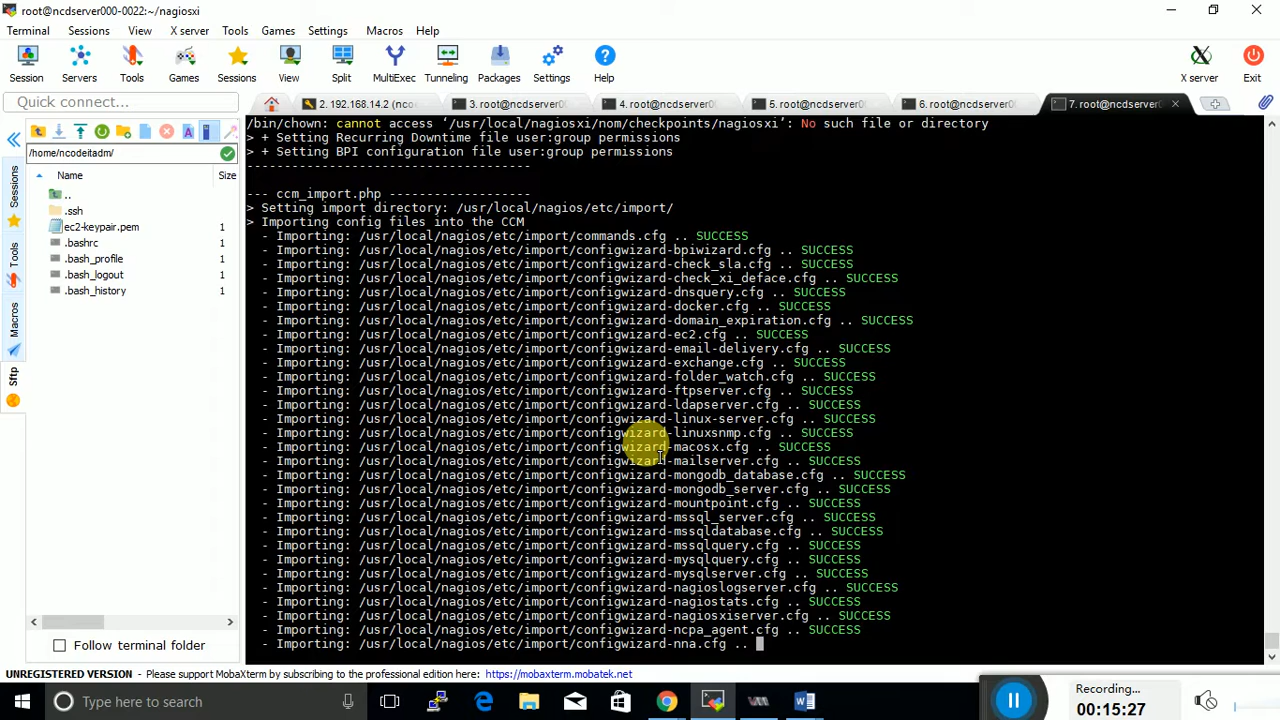 root@ncdserver000-0022:~/nagiosxi
Terminal Sessions View X server Tools Games Settings Macros Help
Session Servers Tools Games Sessions View Split MultiExec Tunneling Packages Settings Help X server Exit
Quick connect...
2. 192.168.14.2 (ncoc 3. root@ncdserver00 4. root@ncdserver00 5. root@ncdserver00 6. root@ncdserver00 7. root@ncdserver00
/home/ncodeitadm/
Name Size
..
.ssh
ec2-keypair.pem 1
.bashrc 1
.bash_profile 1
.bash_logout 1
.bash_history 1
Sessions
Tools
Macros
Sftp
Follow terminal folder
/bin/chown: cannot access ‘/usr/local/nagiosxi/nom/checkpoints/nagiosxi’: No such file or directory
> + Setting Recurring Downtime file user:group permissions
> + Setting BPI configuration file user:group permissions
-----------------------------------
--- ccm_import.php -------------------
> Setting import directory: /usr/local/nagios/etc/import/
> Importing config files into the CCM
- Importing: /usr/local/nagios/etc/import/commands.cfg .. SUCCESS
- Importing: /usr/local/nagios/etc/import/configwizard-bpiwizard.cfg .. SUCCESS
- Importing: /usr/local/nagios/etc/import/configwizard-check_sla.cfg .. SUCCESS
- Importing: /usr/local/nagios/etc/import/configwizard-check_xi_deface.cfg .. SUCCESS
- Importing: /usr/local/nagios/etc/import/configwizard-dnsquery.cfg .. SUCCESS
- Importing: /usr/local/nagios/etc/import/configwizard-docker.cfg .. SUCCESS
- Importing: /usr/local/nagios/etc/import/configwizard-domain_expiration.cfg .. SUCCESS
- Importing: /usr/local/nagios/etc/import/configwizard-ec2.cfg .. SUCCESS
- Importing: /usr/local/nagios/etc/import/configwizard-email-delivery.cfg .. SUCCESS
- Importing: /usr/local/nagios/etc/import/configwizard-exchange.cfg .. SUCCESS
- Importing: /usr/local/nagios/etc/import/configwizard-folder_watch.cfg .. SUCCESS
- Importing: /usr/local/nagios/etc/import/configwizard-ftpserver.cfg .. SUCCESS
- Importing: /usr/local/nagios/etc/import/configwizard-ldapserver.cfg .. SUCCESS
- Importing: /usr/local/nagios/etc/import/configwizard-linux-server.cfg .. SUCCESS
- Importing: /usr/local/nagios/etc/import/configwizard-linuxsnmp.cfg .. SUCCESS
- Importing: /usr/local/nagios/etc/import/configwizard-macosx.cfg .. SUCCESS
- Importing: /usr/local/nagios/etc/import/configwizard-mailserver.cfg .. SUCCESS
- Importing: /usr/local/nagios/etc/import/configwizard-mongodb_database.cfg .. SUCCESS
- Importing: /usr/local/nagios/etc/import/configwizard-mongodb_server.cfg .. SUCCESS
- Importing: /usr/local/nagios/etc/import/configwizard-mountpoint.cfg .. SUCCESS
- Importing: /usr/local/nagios/etc/import/configwizard-mssql_server.cfg .. SUCCESS
- Importing: /usr/local/nagios/etc/import/configwizard-mssqldatabase.cfg .. SUCCESS
- Importing: /usr/local/nagios/etc/import/configwizard-mssqlquery.cfg .. SUCCESS
- Importing: /usr/local/nagios/etc/import/configwizard-mysqlquery.cfg .. SUCCESS
- Importing: /usr/local/nagios/etc/import/configwizard-mysqlserver.cfg .. SUCCESS
- Importing: /usr/local/nagios/etc/import/configwizard-nagioslogserver.cfg .. SUCCESS
- Importing: /usr/local/nagios/etc/import/configwizard-nagiostats.cfg .. SUCCESS
- Importing: /usr/local/nagios/etc/import/configwizard-nagiosxiserver.cfg .. SUCCESS
- Importing: /usr/local/nagios/etc/import/configwizard-ncpa_agent.cfg .. SUCCESS
- Importing: /usr/local/nagios/etc/import/configwizard-nna.cfg ..
UNREGISTERED VERSION - Please support MobaXterm by subscribing to the professional edition here: https://mobaxterm.mobatek.net
Type here to search
Recording...
00:15:27